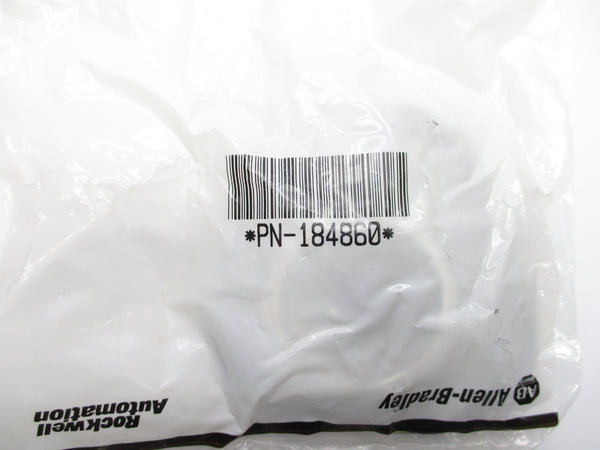 *PN-184860*
Rockwell
Automation
AB
Allen-Bradley